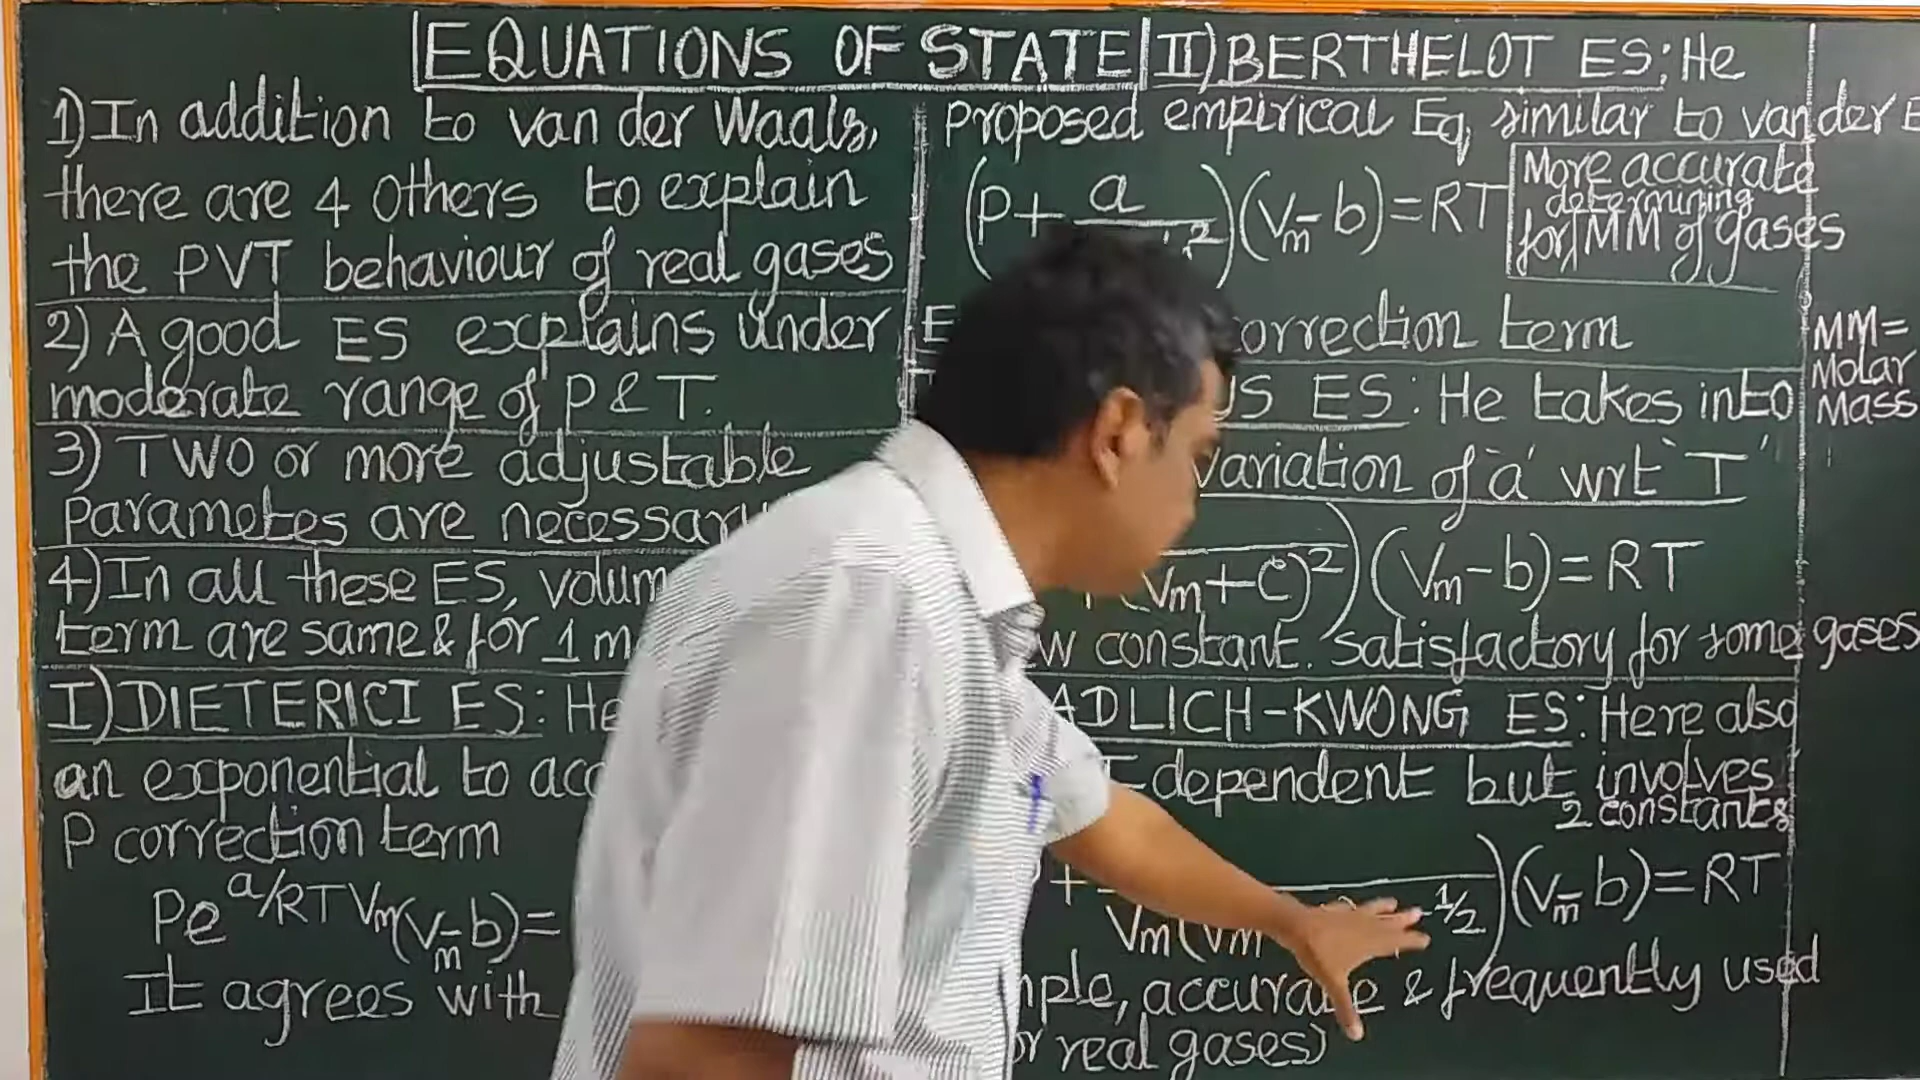 EQUATIONS OF STATE
1) In addition to van der Waals,
there are 4 others to explain
the PVT behaviour of real gases
2) A good ES explains under
moderate range of P & T.
3) TWO or more adjustable
Parametes are necessary
4) In all these ES, volum
term are same & for 1 m
I) DIETERICI ES: He
an exponential to acc
P correction term
Pe^a/RTVm (Vm-b)=
It agrees with
II) BERTHELOT ES: He
proposed empirical Eq, similar to van der E
(P+ a ²)(Vm-b)=RT
More accurate
determining
for MM of gases
orrection term
MM=
Molar
Mass
US ES: He takes into
variation of 'a' wrt 'T'
(Vm+C)²)(Vm-b)=RT
w constant. satisfactory for some gases
ADLICH-KWONG ES: Here also
T-dependent but involves
2 constants
P+ Vm(Vm 1/2)(Vm-b)=RT
mple, accurate & frequently used
or real gases)